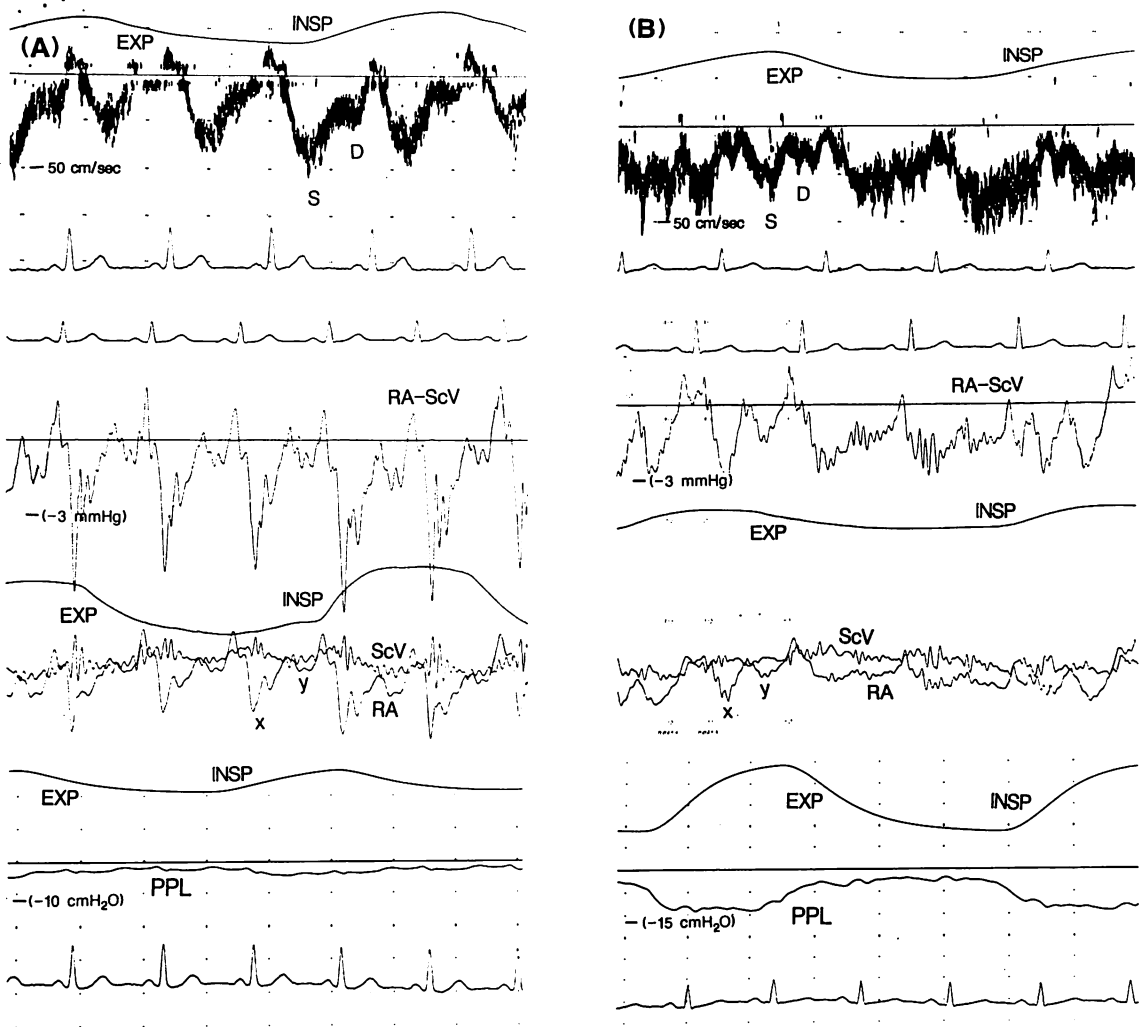 (A)
INSP
EXP
50 cm/sec
D
S
RA-ScV
(-3 mmHg)
EXP
INSP
ScV
y
RA
x
INSP
EXP
PPL
(-10 cmH₂O)
(B)
INSP
EXP
50 cm/sec
S
D
RA-ScV
(-3 mmHg)
INSP
EXP
ScV
y
RA
x
EXP
INSP
PPL
(-15 cmH₂O)